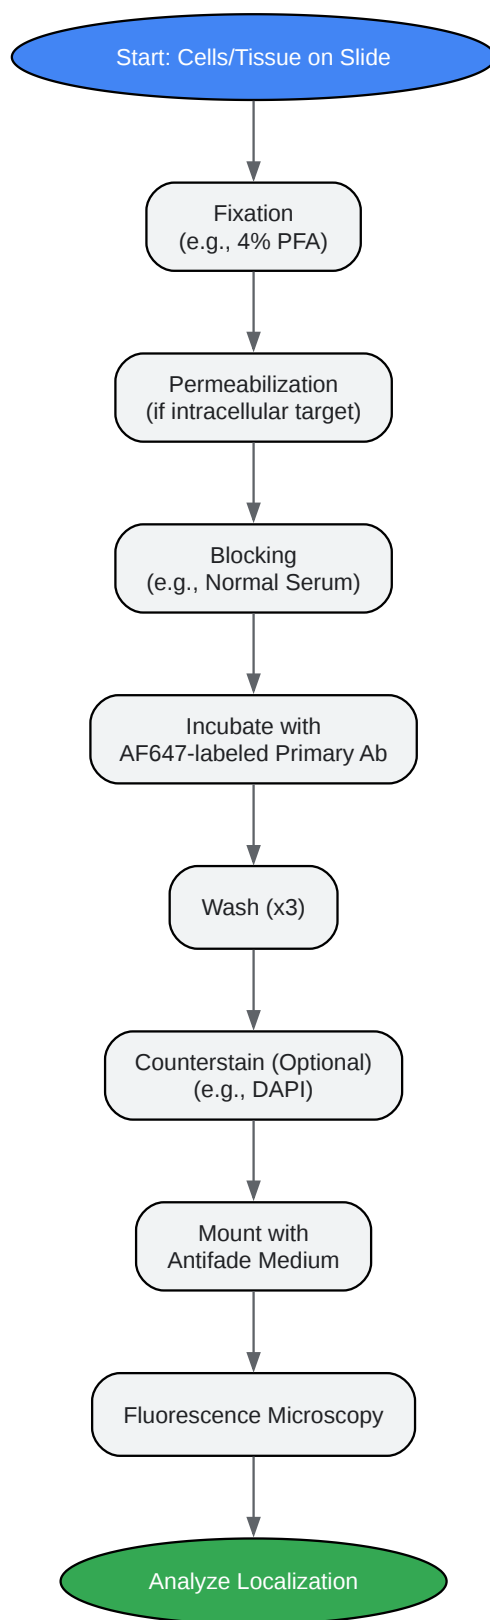 Start: Cells/Tissue on Slide
Fixation
(e.g., 4% PFA)
Permeabilization
(if intracellular target)
Blocking
(e.g., Normal Serum)
Incubate with
AF647-labeled Primary Ab
Wash (x3)
Counterstain (Optional)
(e.g., DAPI)
Mount with
Antifade Medium
Fluorescence Microscopy
Analyze Localization